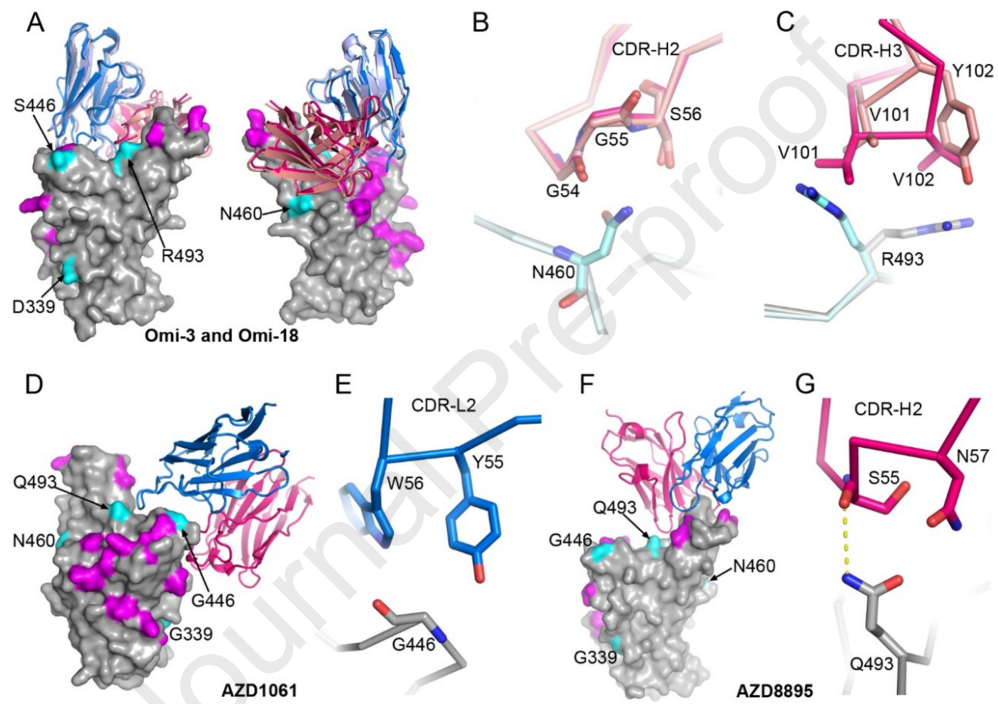 A
S446
N460
R493
D339
Omi-3 and Omi-18
B
CDR-H2
S56
G55
G54
N460
C
CDR-H3
Y102
V101
V101
V102
R493
D
Q493
N460
G446
G339
AZD1061
E
CDR-L2
Y55
W56
G446
F
Q493
G446
N460
G339
AZD8895
G
CDR-H2
N57
S55
Q493
Journal Pre-proof